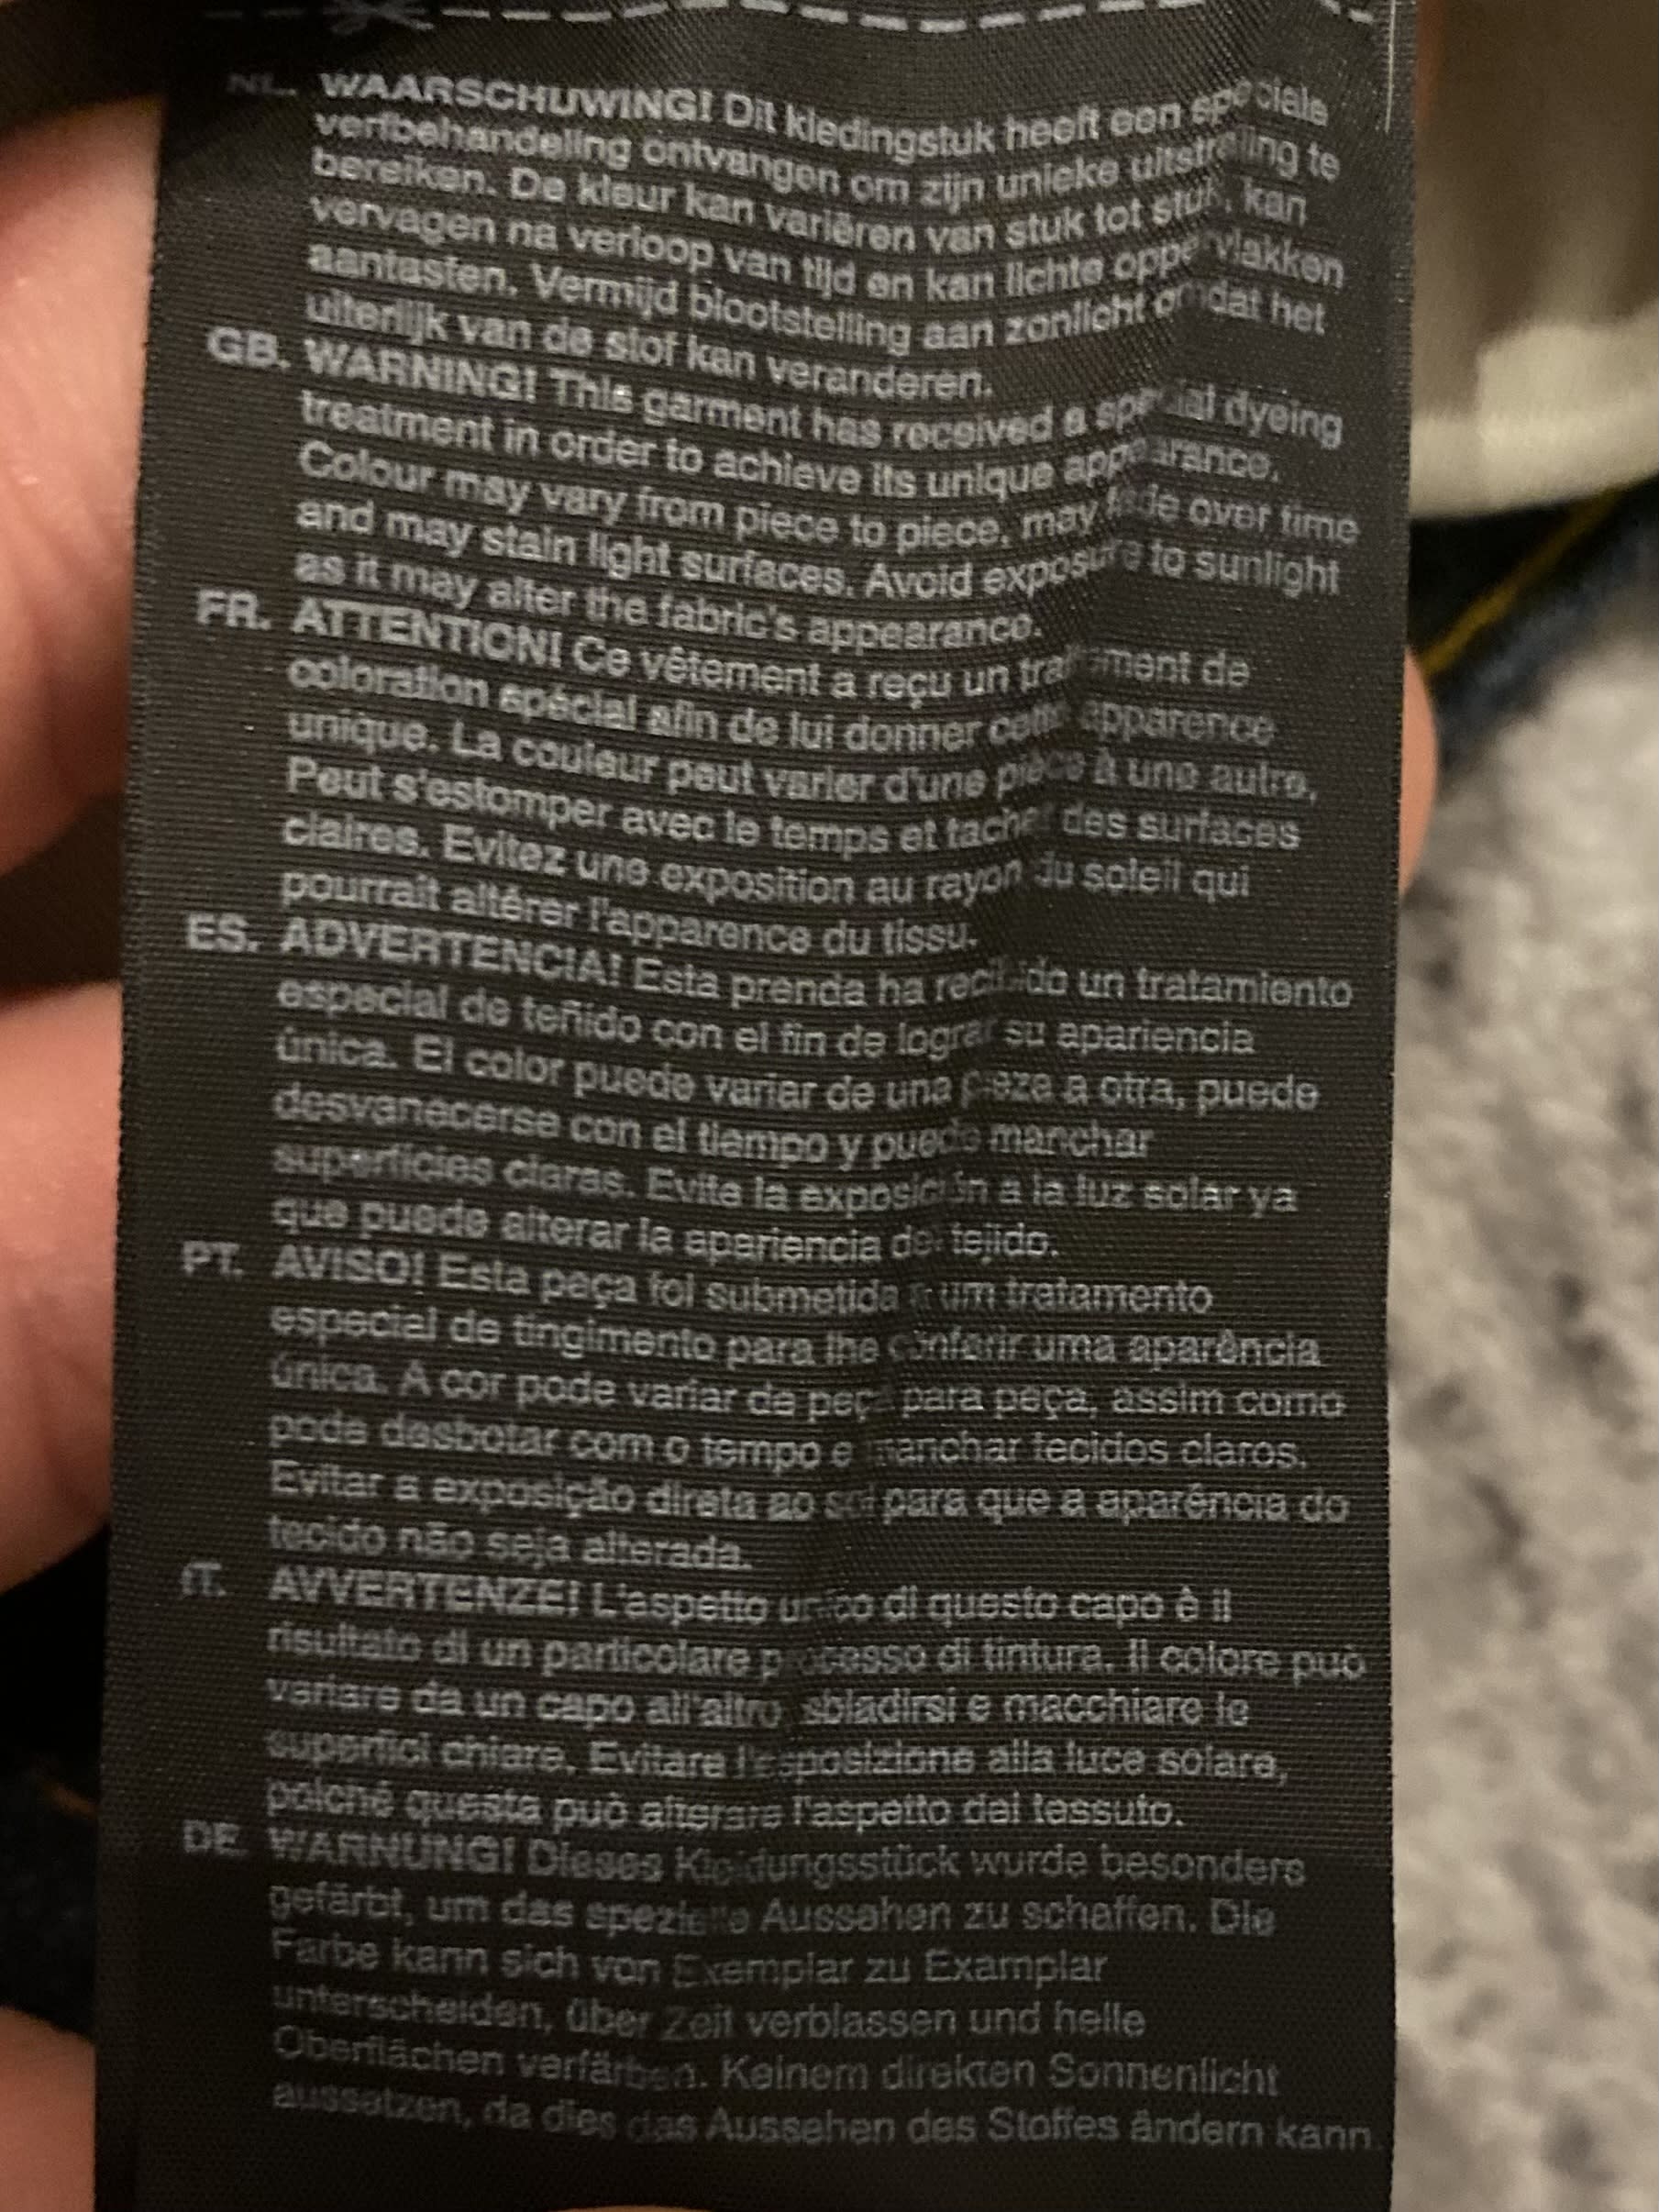 NL. WAARSCHUWING! Dit kledingstuk heeft een speciale
verfbehandeling ontvangen om zijn unieke uitstraling te
bereiken. De kleur kan variëren van stuk tot stuk, kan
vervagen na verloop van tijd en kan lichte oppervlakken
aantasten. Vermijd blootstelling aan zonlicht omdat het
uiterlijk van de stof kan veranderen.
GB. WARNING! This garment has received a special dyeing
treatment in order to achieve its unique appearance.
Colour may vary from piece to piece, may fade over time
and may stain light surfaces. Avoid exposure to sunlight
as it may alter the fabric's appearance.
FR. ATTENTION! Ce vêtement a reçu un traitement de
coloration spécial afin de lui donner cette apparence
unique. La couleur peut varier d'une pièce à une autre,
Peut s'estomper avec le temps et tacher des surfaces
claires. Evitez une exposition au rayon du soleil qui
pourrait altérer l'apparence du tissu.
ES. ADVERTENCIA! Esta prenda ha recibido un tratamiento
especial de teñido con el fin de lograr su apariencia
única. El color puede variar de una pieza a otra, puede
desvanecerse con el tiempo y puede manchar
superfícies claras. Evite la exposición a la luz solar ya
que puede alterar la apariencia del tejido.
PT. AVISO! Esta peça foi submetida a um tratamento
especial de tingimento para lhe conferir uma aparência
única. A cor pode variar de peça para peça, assim como
pode desbotar com o tempo e manchar tecidos claros.
Evitar a exposição direta ao sol para que a aparência do
tecido não seja alterada.
IT. AVVERTENZE! L'aspetto unico di questo capo è il
risultato di un particolare processo di tintura. Il colore può
variare da un capo all'altro, sbiadirsi e macchiare le
superfici chiare. Evitare l'esposizione alla luce solare,
poiché questa può alterare l'aspetto del tessuto.
DE. WARNUNG! Dieses Kleidungsstück wurde besonders
gefärbt, um das spezielle Aussehen zu schaffen. Die
Farbe kann sich von Exemplar zu Examplar
unterscheiden, über Zeit verblassen und helle
Oberflächen verfärben. Keinem direkten Sonnenlicht
aussetzen, da dies das Aussehen des Stoffes ändern kann.